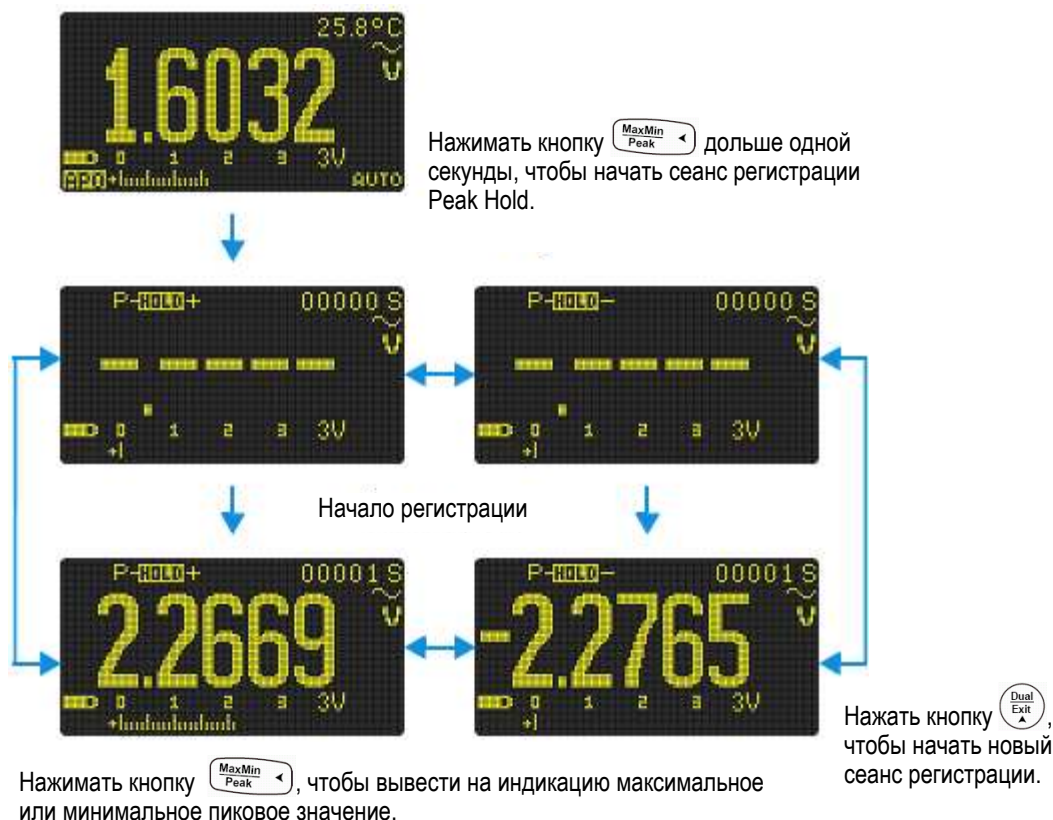 25.8°C
1.6032
V
0 1 2 3 3V
APO AUTO
Нажимать кнопку MaxMin Peak дольше одной
секунды, чтобы начать сеанс регистрации
Peak Hold.
P-HOLD+ 00000 S
V
0 1 2 3 3V
P-HOLD- 00000 S
V
0 1 2 3 3V
Начало регистрации
P-HOLD+ 00001 S
2.2669
V
0 1 2 3 3V
P-HOLD- 00001 S
-2.2765
V
0 1 2 3 3V
Нажать кнопку Dual Exit,
чтобы начать новый
сеанс регистрации.
Нажимать кнопку MaxMin Peak, чтобы вывести на индикацию максимальное
или минимальное пиковое значение.